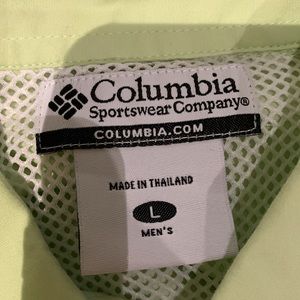 Columbia
Sportswear Company®
COLUMBIA.COM
MADE IN THAILAND
L
MEN'S